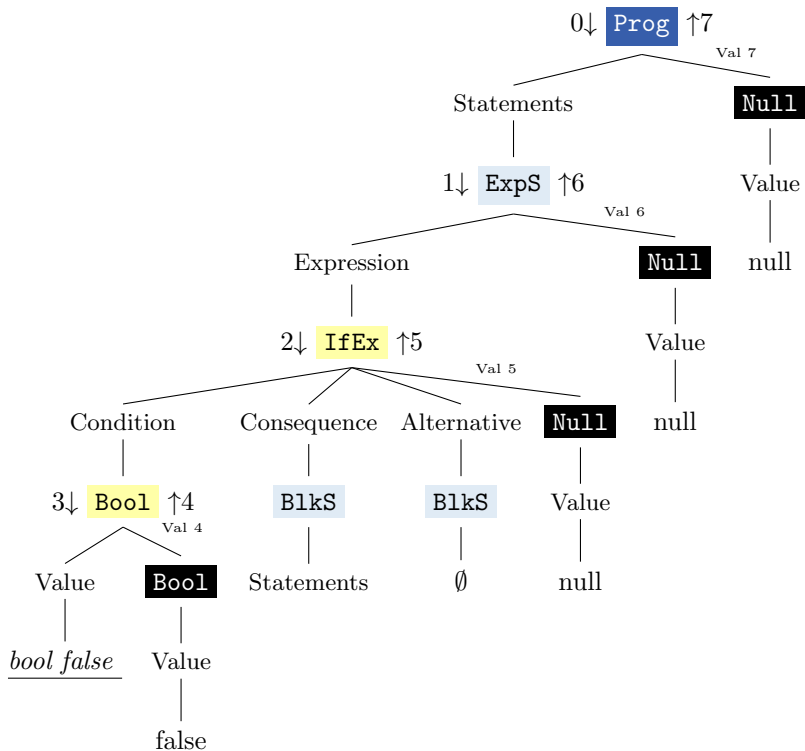 0↓ Prog ↑7
Val 7
Statements Null
1↓ ExpS ↑6 Value
Val 6
Expression Null null
2↓ IfEx ↑5 Value
Val 5
Condition Consequence Alternative Null null
3↓ Bool ↑4 BlkS BlkS Value
Val 4
Value Bool Statements ∅ null
bool false Value
false